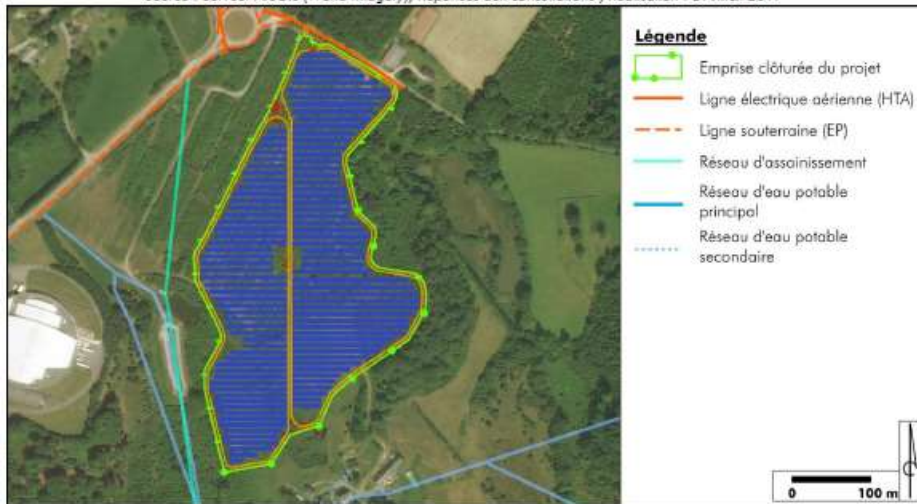 Légende
Emprise clôturée du projet
Ligne électrique aérienne (HTA)
Ligne souterraine (EP)
Réseau d'assainissement
Réseau d'eau potable
principal
Réseau d'eau potable
secondaire
0 100 m